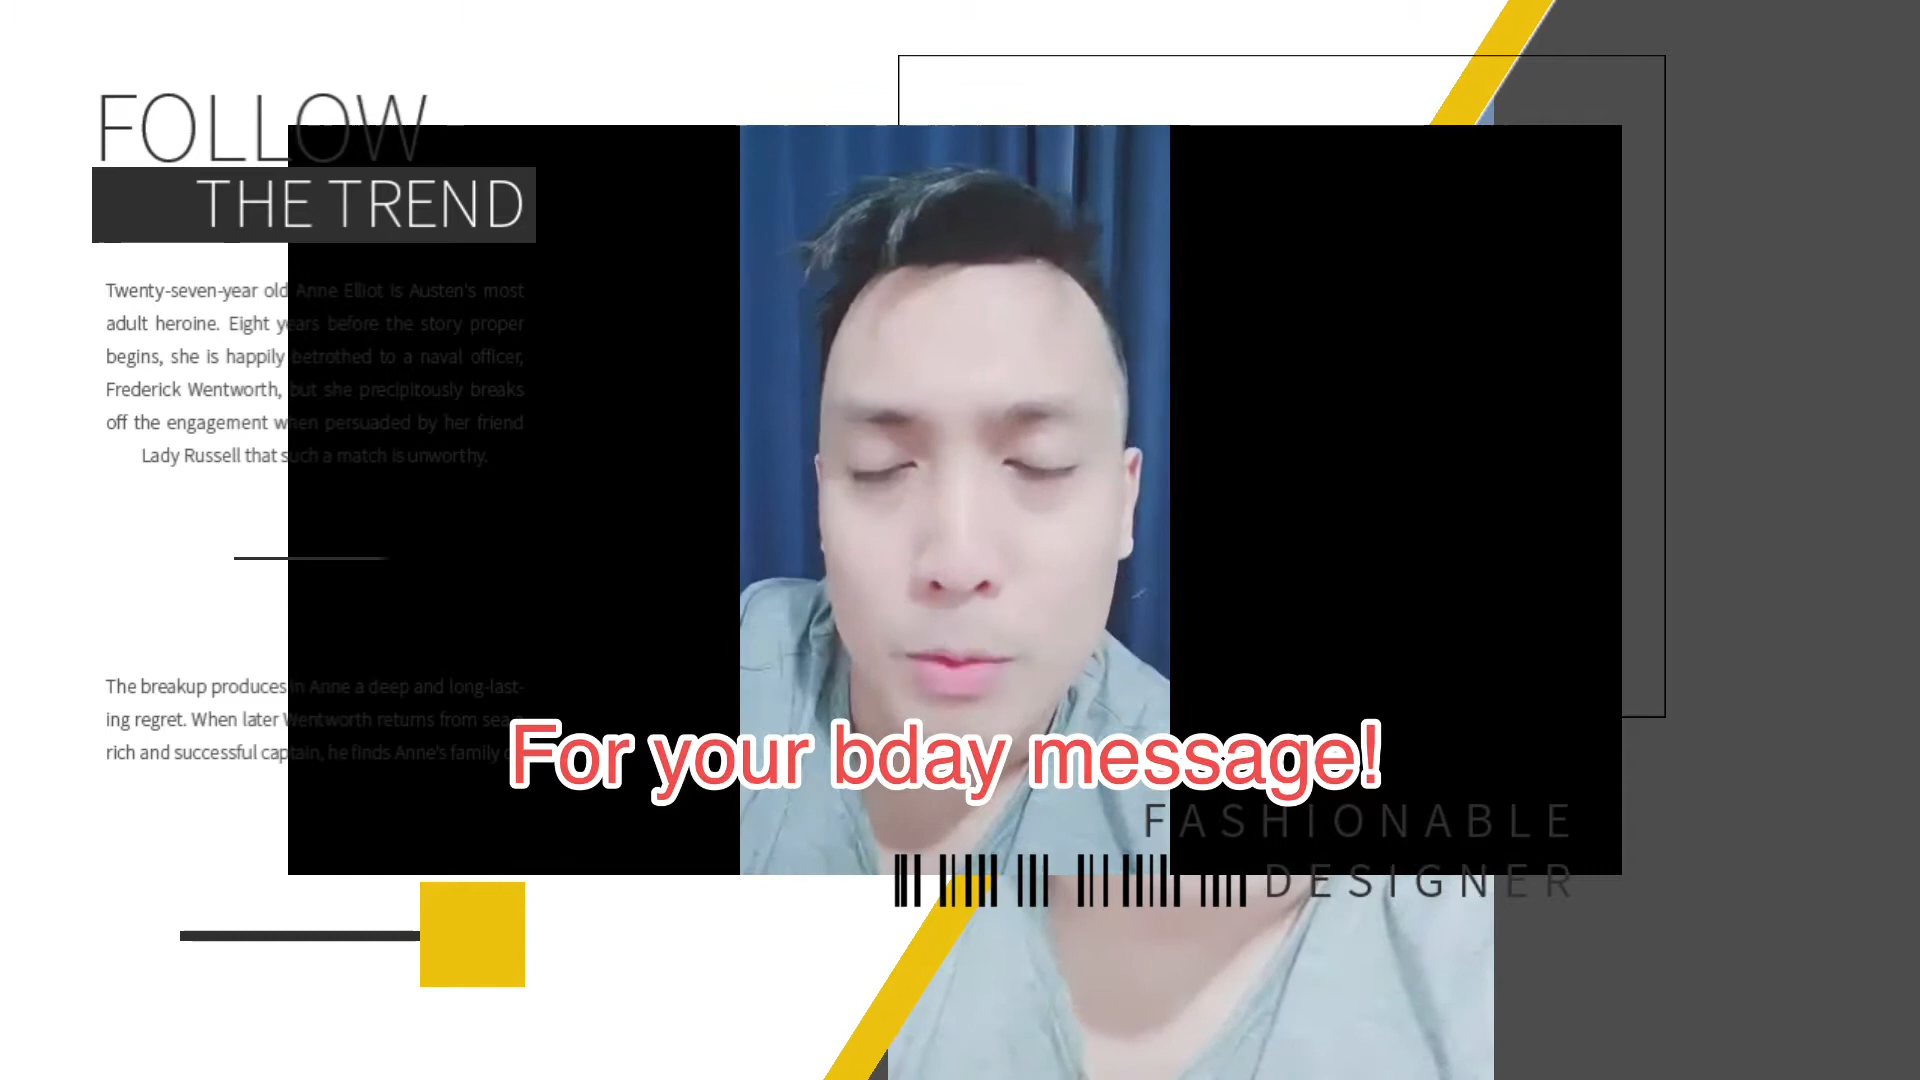 FOLLOW
THE TREND
Twenty-seven-year old Anne Elliot is Austen's most
adult heroine. Eight years before the story proper
begins, she is happily betrothed to a naval officer,
Frederick Wentworth, but she precipitously breaks
off the engagement when persuaded by her friend
Lady Russell that such a match is unworthy.
The breakup produces in Anne a deep and long-last-
ing regret. When later Wentworth returns from sea a
rich and successful captain, he finds Anne's family
For your bday message!
FASHIONABLE
DESIGNER